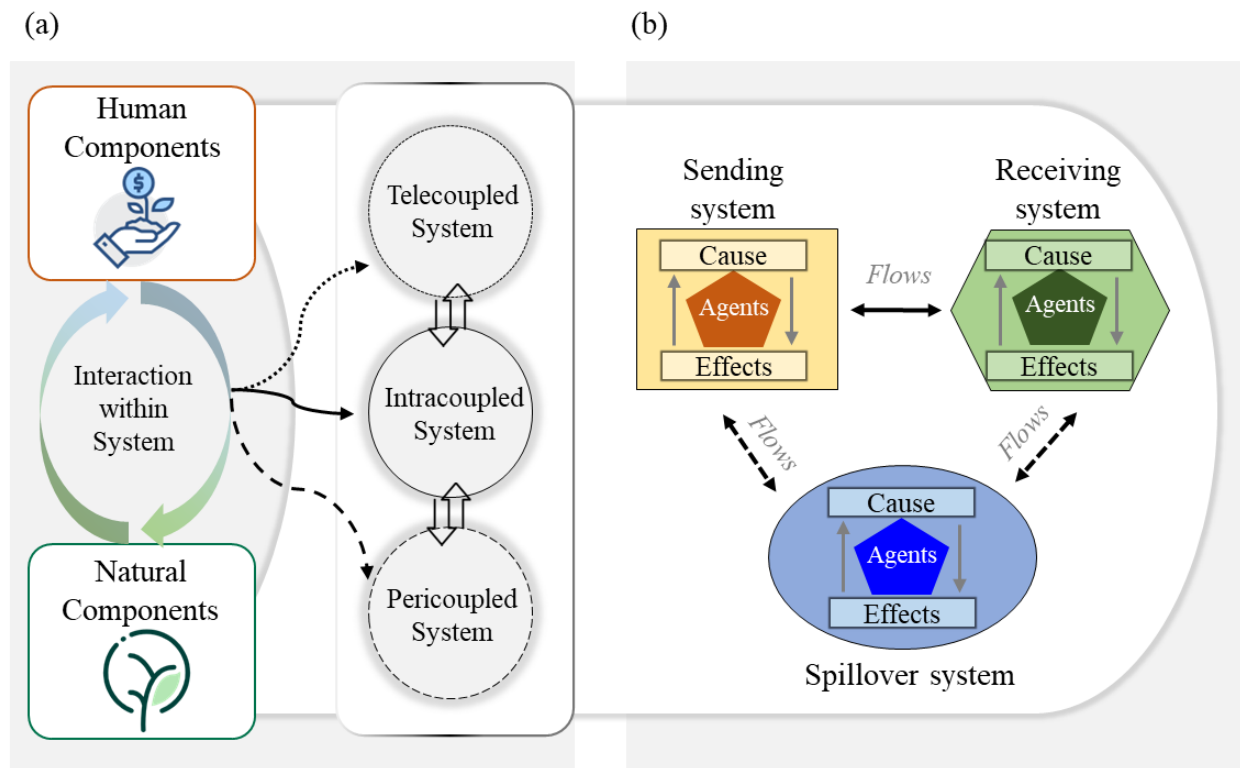 (a)
Human
Components
$
Interaction
within
System
Natural
Components
Telecoupled
System
Intracoupled
System
Pericoupled
System
(b)
Sending
system
Cause
Agents
Effects
Flows
Receiving
system
Cause
Agents
Effects
Flows
Flows
Cause
Agents
Effects
Spillover system